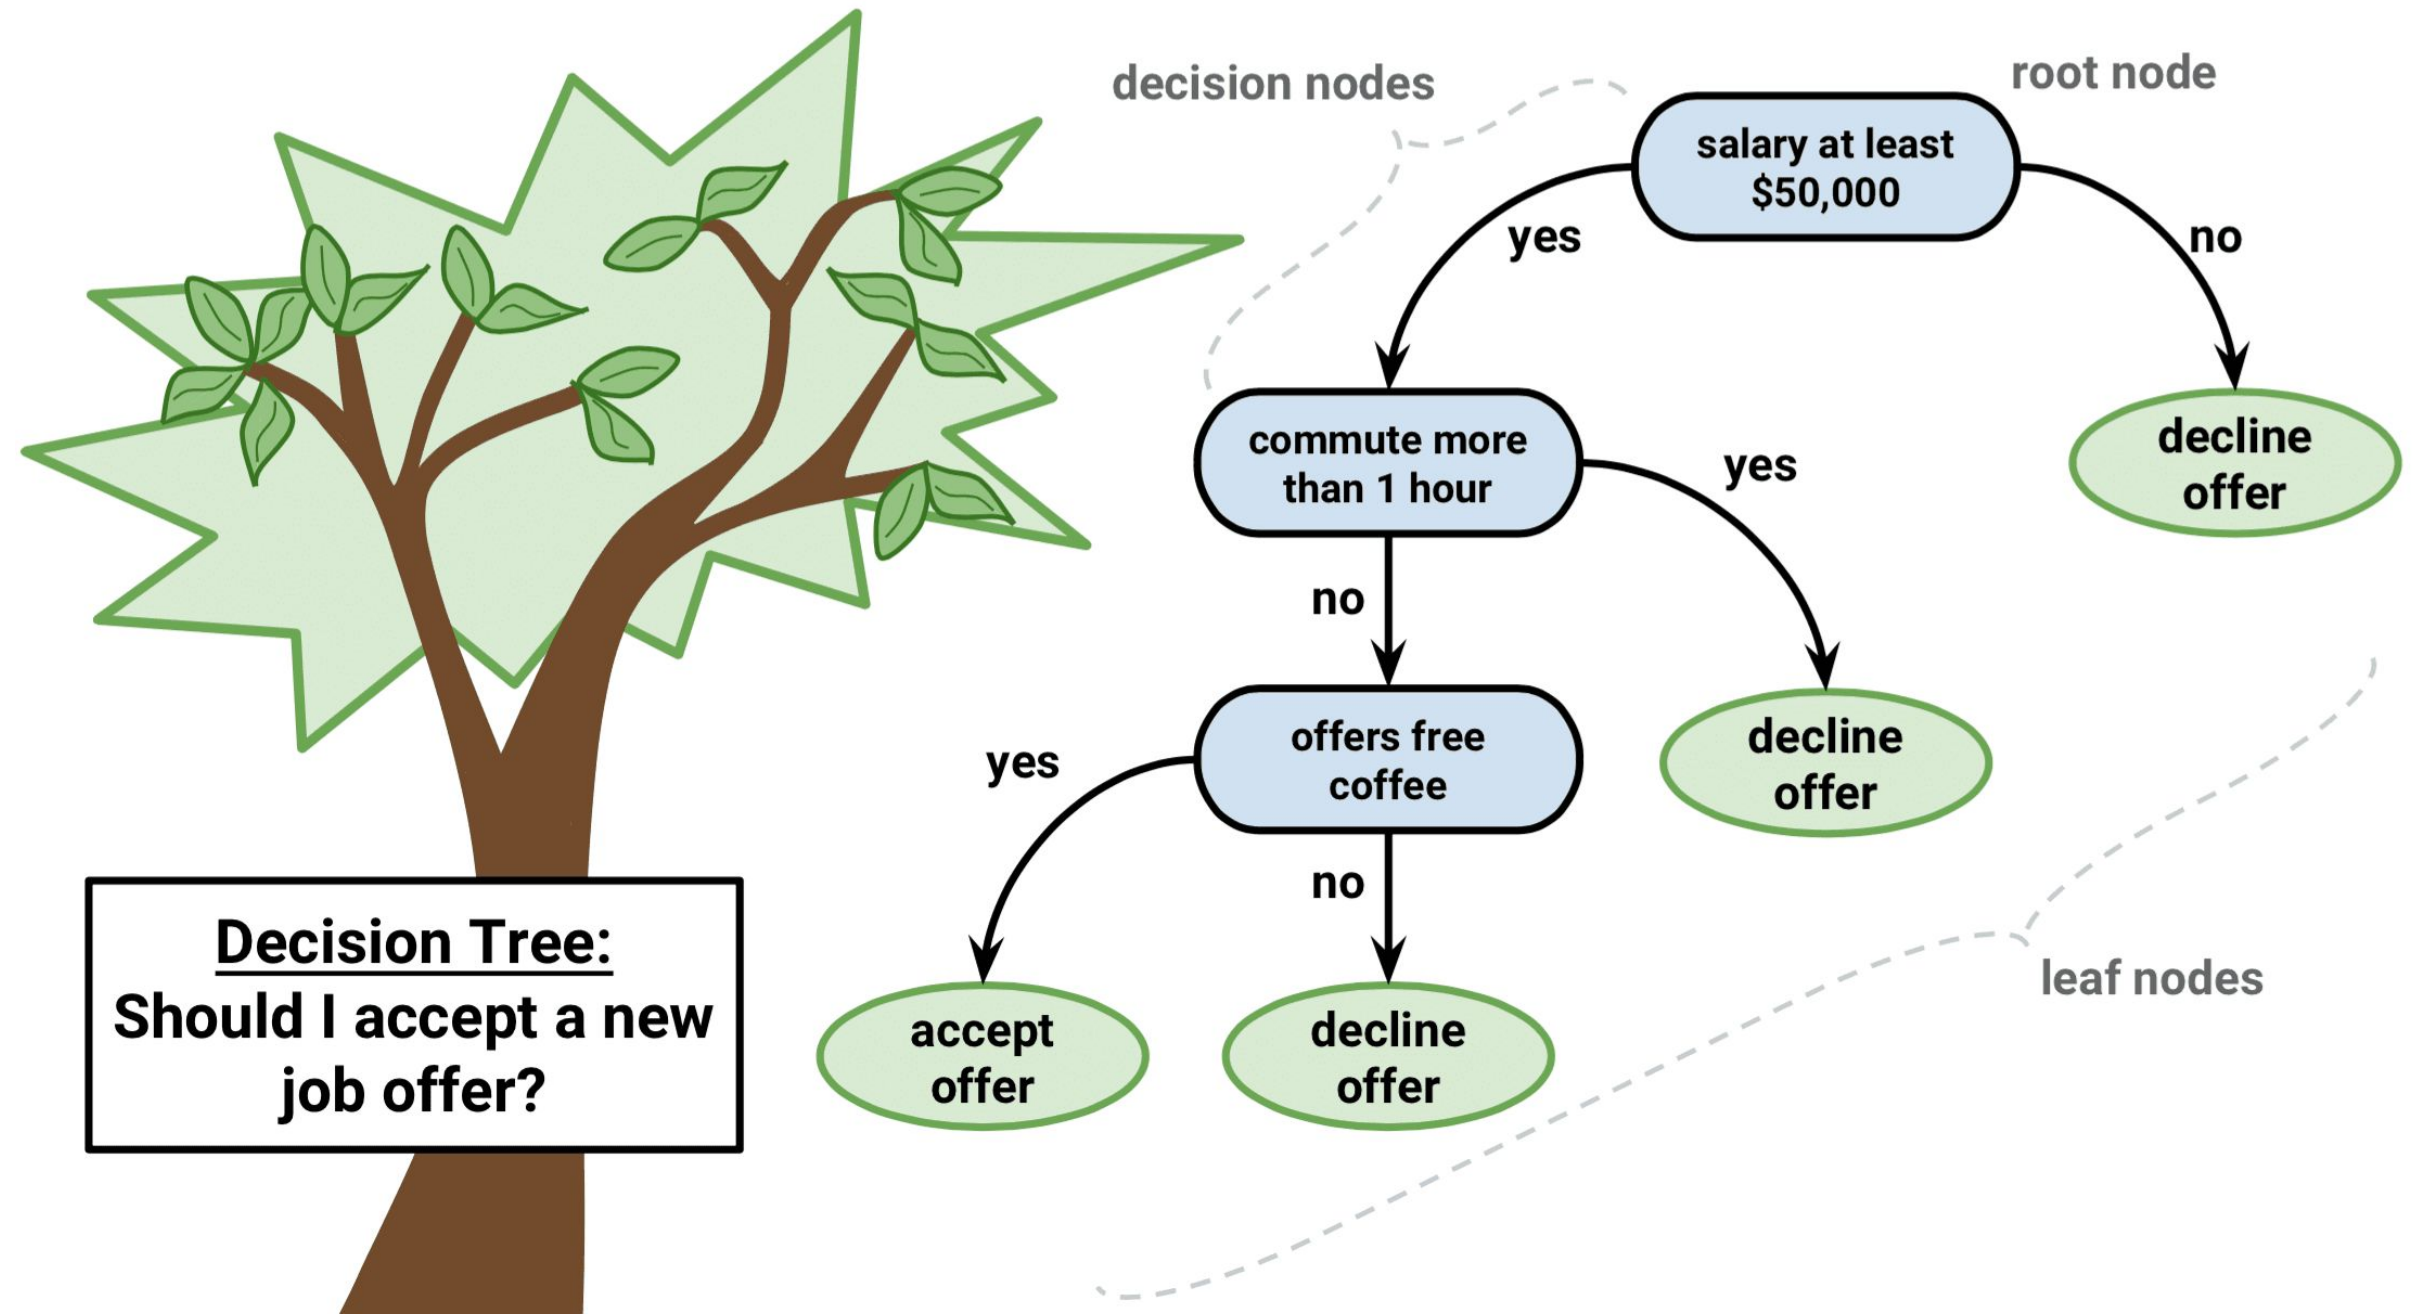 decision nodes
root node
salary at least
$50,000
yes
no
commute more
than 1 hour
yes
decline
offer
no
offers free
coffee
yes
decline
offer
no
Decision Tree:
Should I accept a new
job offer?
accept
offer
decline
offer
leaf nodes